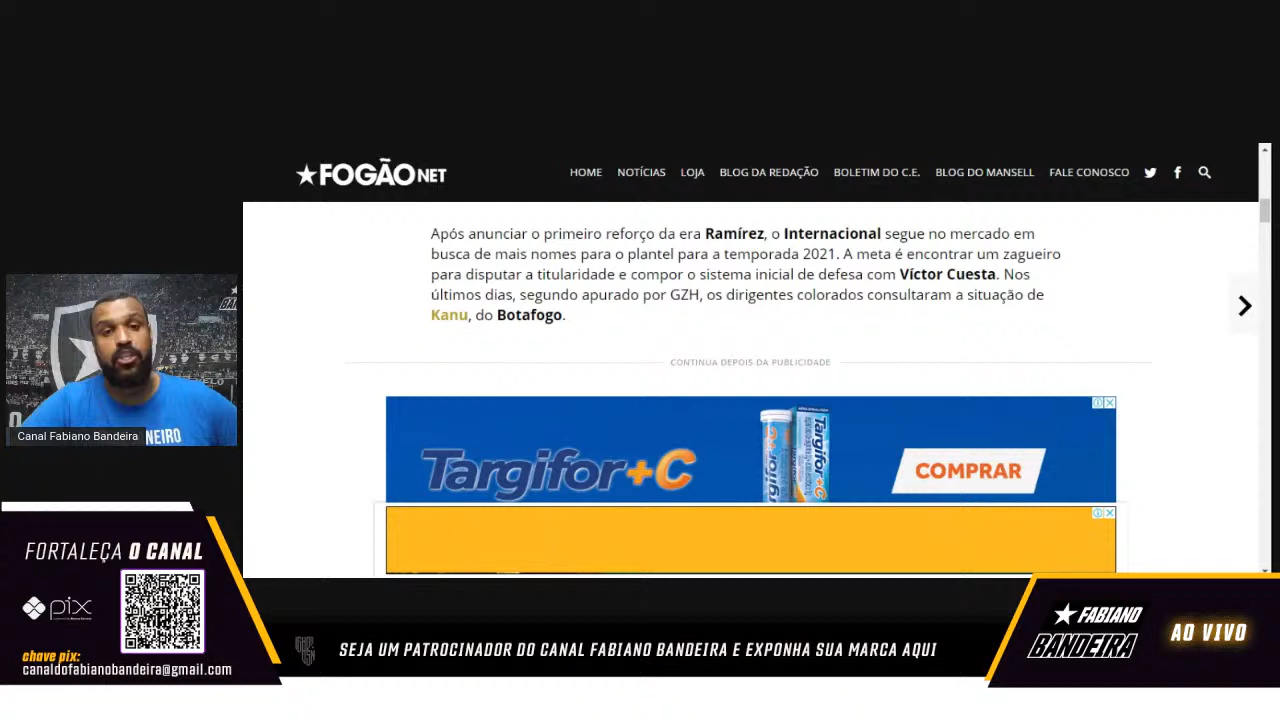 ★FOGÃONET
HOME NOTÍCIAS LOJA BLOG DA REDAÇÃO BOLETIM DO C.E. BLOG DO MANSELL FALE CONOSCO
Após anunciar o primeiro reforço da era Ramírez, o Internacional segue no mercado em
busca de mais nomes para o plantel para a temporada 2021. A meta é encontrar um zagueiro
para disputar a titularidade e compor o sistema inicial de defesa com Víctor Cuesta. Nos
últimos dias, segundo apurado por GZH, os dirigentes colorados consultaram a situação de
Kanu, do Botafogo.
CONTINUA DEPOIS DA PUBLICIDADE
Targifor+C
Targifor+C
Targifor+C
COMPRAR
NEIRO
Canal Fabiano Bandeira
FORTALEÇA O CANAL
pix
chave pix:
canaldofabianobandeira@gmail.com
SEJA UM PATROCINADOR DO CANAL FABIANO BANDEIRA E EXPONHA SUA MARCA AQUI
★ FABIANO
BANDEIRA
AO VIVO